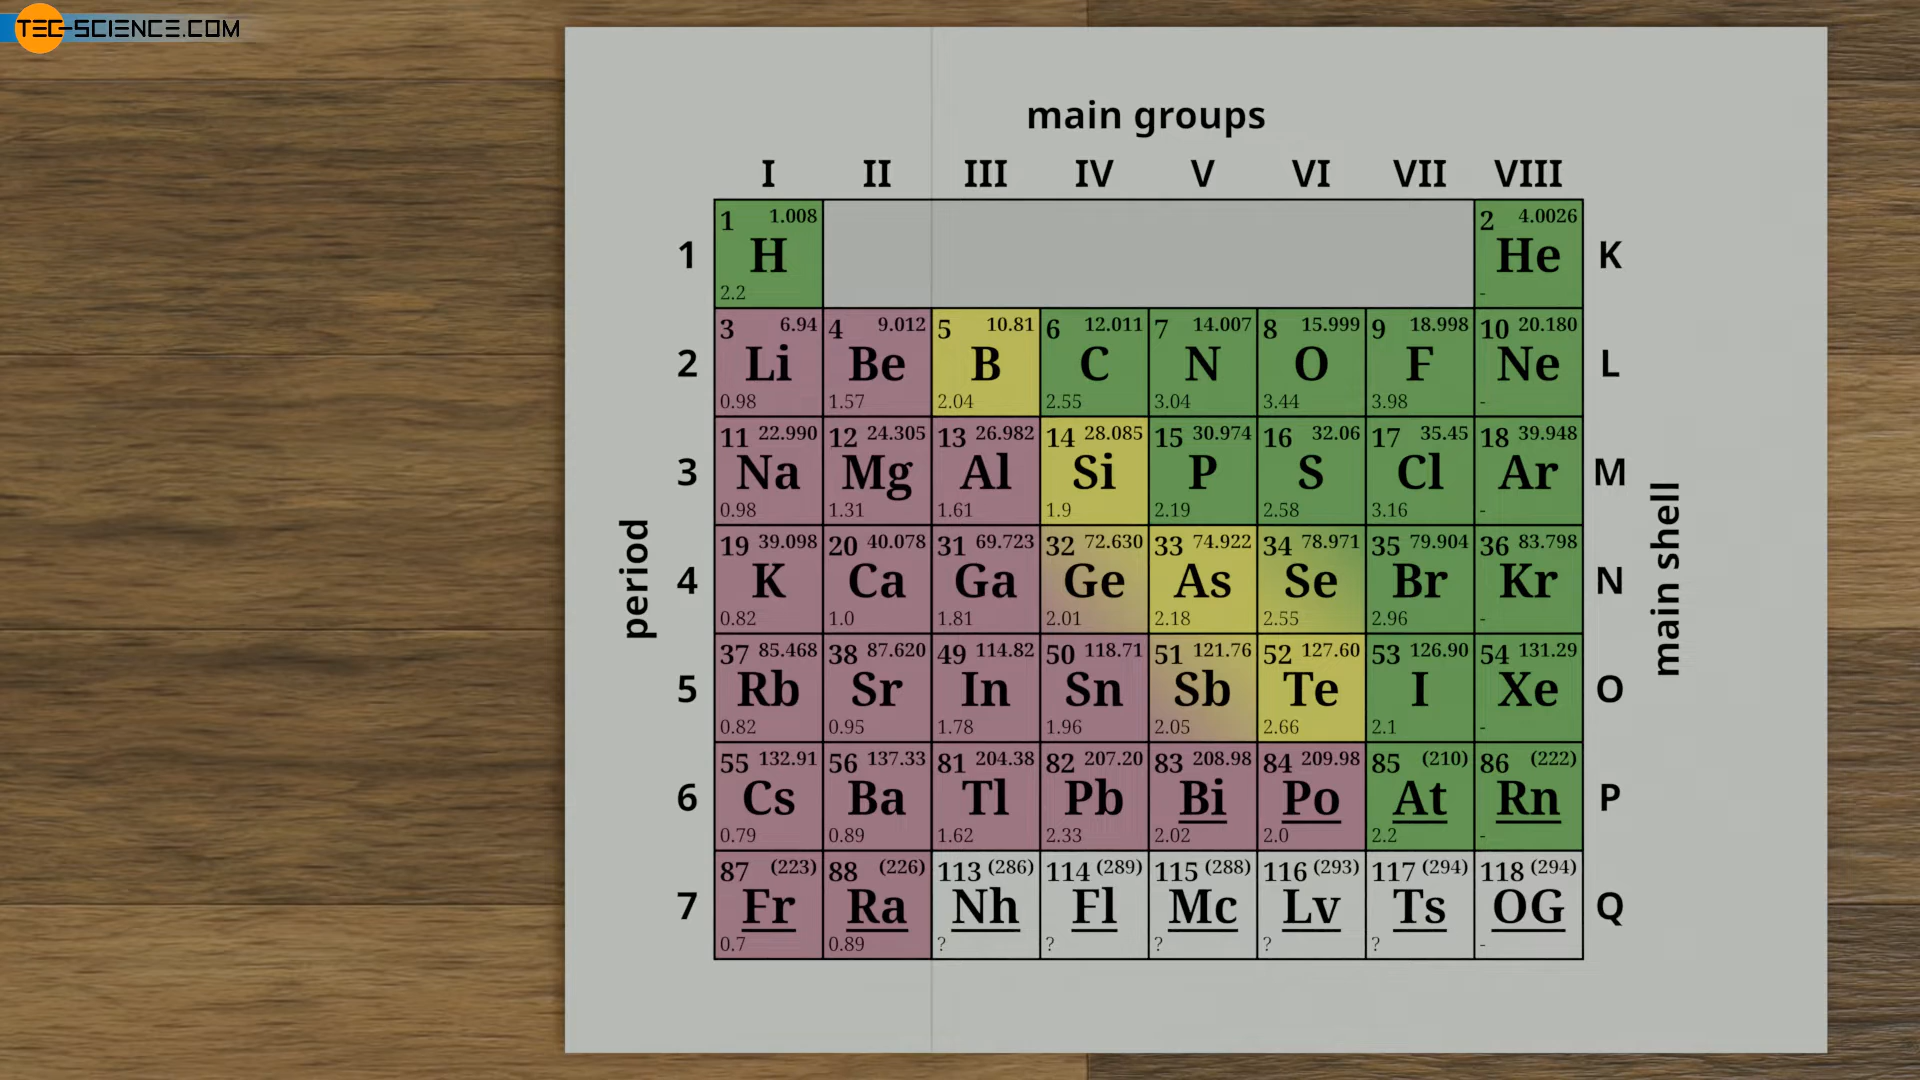 TEC-SCIENCE.COM
main groups
I II III IV V VI VII VIII
1 1.008 2 4.0026
1 H He K
2.2 -
3 6.94 4 9.012 5 10.81 6 12.011 7 14.007 8 15.999 9 18.998 10 20.180
2 Li Be B C N O F Ne L
0.98 1.57 2.04 2.55 3.04 3.44 3.98 -
11 22.990 12 24.305 13 26.982 14 28.085 15 30.974 16 32.06 17 35.45 18 39.948
3 Na Mg Al Si P S Cl Ar M
0.98 1.31 1.61 1.9 2.19 2.58 3.16 -
19 39.098 20 40.078 31 69.723 32 72.630 33 74.922 34 78.971 35 79.904 36 83.798
4 K Ca Ga Ge As Se Br Kr N
0.82 1.0 1.81 2.01 2.18 2.55 2.96 -
period
main shell
37 85.468 38 87.620 49 114.82 50 118.71 51 121.76 52 127.60 53 126.90 54 131.29
5 Rb Sr In Sn Sb Te I Xe O
0.82 0.95 1.78 1.96 2.05 2.66 2.1 -
55 132.91 56 137.33 81 204.38 82 207.20 83 208.98 84 209.98 85 (210) 86 (222)
6 Cs Ba Tl Pb Bi Po At Rn P
0.79 0.89 1.62 2.33 2.02 2.0 2.2 -
87 (223) 88 (226) 113 (286) 114 (289) 115 (288) 116 (293) 117 (294) 118 (294)
7 Fr Ra Nh Fl Mc Lv Ts OG Q
0.7 0.89 ? ? ? ? ? -